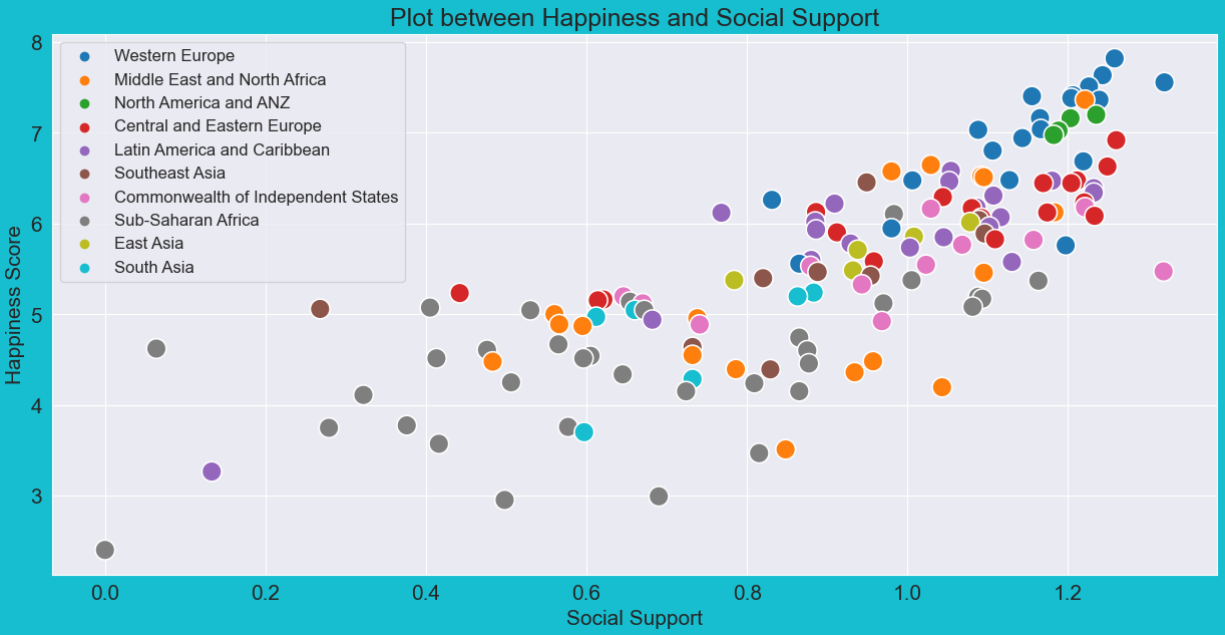 Plot between Happiness and Social Support
8
7
6
5
4
3
Happiness Score
Western Europe
Middle East and North Africa
North America and ANZ
Central and Eastern Europe
Latin America and Caribbean
Southeast Asia
Commonwealth of Independent States
Sub-Saharan Africa
East Asia
South Asia
0.0 0.2 0.4 0.6 0.8 1.0 1.2
Social Support